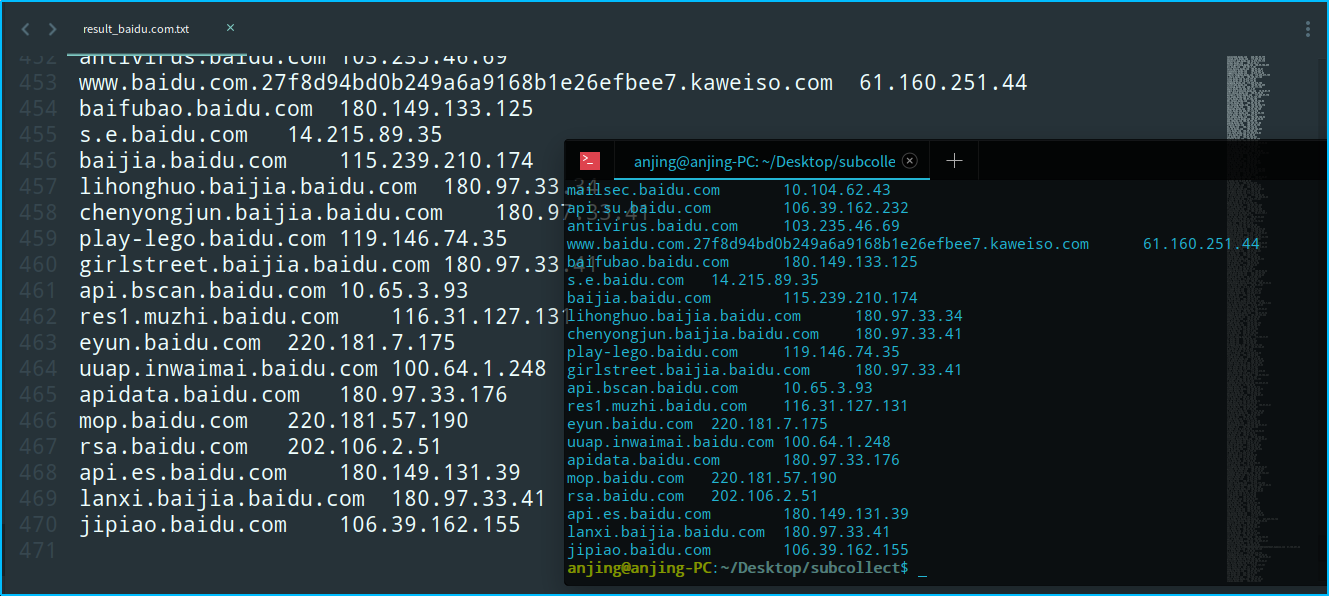 result_baidu.com.txt ×
452 antivirus.baidu.com 103.235.46.69
453 www.baidu.com.27f8d94bd0b249a6a9168b1e26efbee7.kaweiso.com 61.160.251.44
454 baifubao.baidu.com 180.149.133.125
455 s.e.baidu.com 14.215.89.35
456 baijia.baidu.com 115.239.210.174
457 lihonghuo.baijia.baidu.com 180.97.33.34
458 chenyongjun.baijia.baidu.com 180.97.33.41
459 play-lego.baidu.com 119.146.74.35
460 girlstreet.baijia.baidu.com 180.97.33.41
461 api.bscan.baidu.com 10.65.3.93
462 res1.muzhi.baidu.com 116.31.127.131
463 eyun.baidu.com 220.181.7.175
464 uuap.inwaimai.baidu.com 100.64.1.248
465 apidata.baidu.com 180.97.33.176
466 mop.baidu.com 220.181.57.190
467 rsa.baidu.com 202.106.2.51
468 api.es.baidu.com 180.149.131.39
469 lanxi.baijia.baidu.com 180.97.33.41
470 jipiao.baidu.com 106.39.162.155
471
>_ anjing@anjing-PC: ~/Desktop/subcolle × +
mailsec.baidu.com 10.104.62.43
api.su.baidu.com 106.39.162.232
antivirus.baidu.com 103.235.46.69
www.baidu.com.27f8d94bd0b249a6a9168b1e26efbee7.kaweiso.com 61.160.251.44
baifubao.baidu.com 180.149.133.125
s.e.baidu.com 14.215.89.35
baijia.baidu.com 115.239.210.174
lihonghuo.baijia.baidu.com 180.97.33.34
chenyongjun.baijia.baidu.com 180.97.33.41
play-lego.baidu.com 119.146.74.35
girlstreet.baijia.baidu.com 180.97.33.41
api.bscan.baidu.com 10.65.3.93
res1.muzhi.baidu.com 116.31.127.131
eyun.baidu.com 220.181.7.175
uuap.inwaimai.baidu.com 100.64.1.248
apidata.baidu.com 180.97.33.176
mop.baidu.com 220.181.57.190
rsa.baidu.com 202.106.2.51
api.es.baidu.com 180.149.131.39
lanxi.baijia.baidu.com 180.97.33.41
jipiao.baidu.com 106.39.162.155
anjing@anjing-PC:~/Desktop/subcollect$ _